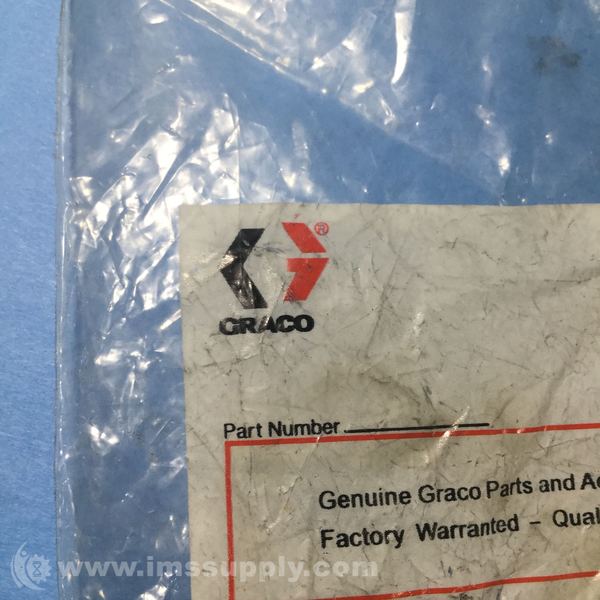 ®
GRACO
Part Number
Genuine Graco Parts and
Factory Warranted –
www.imssupply.com